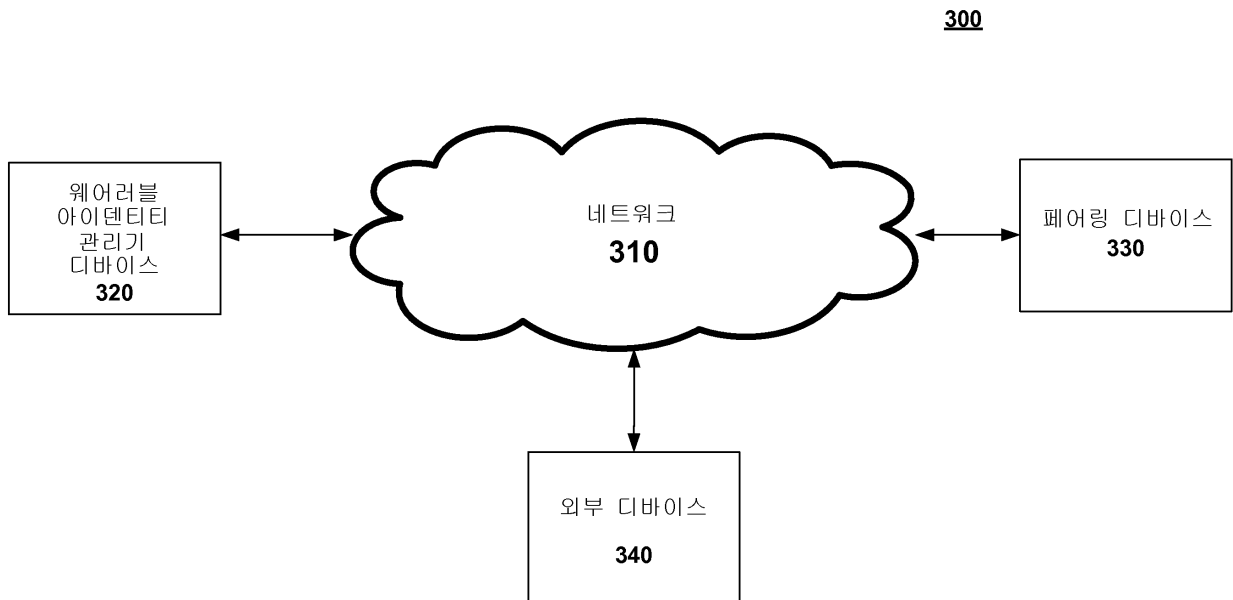 300
웨어러블
아이덴티티
관리기
디바이스
320
네트워크
310
페어링 디바이스
330
외부 디바이스
340